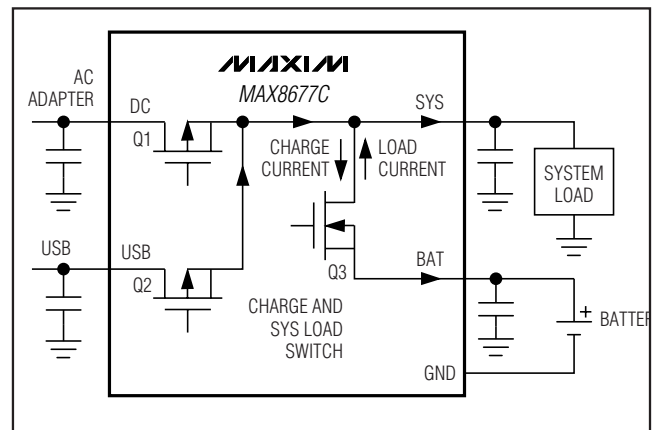 MAXIM
MAX8677C
AC
ADAPTER
DC
Q1
SYS
CHARGE
CURRENT
LOAD
CURRENT
SYSTEM
LOAD
USB
USB
Q2
Q3
BAT
CHARGE AND
SYS LOAD
SWITCH
+
BATTER
GND